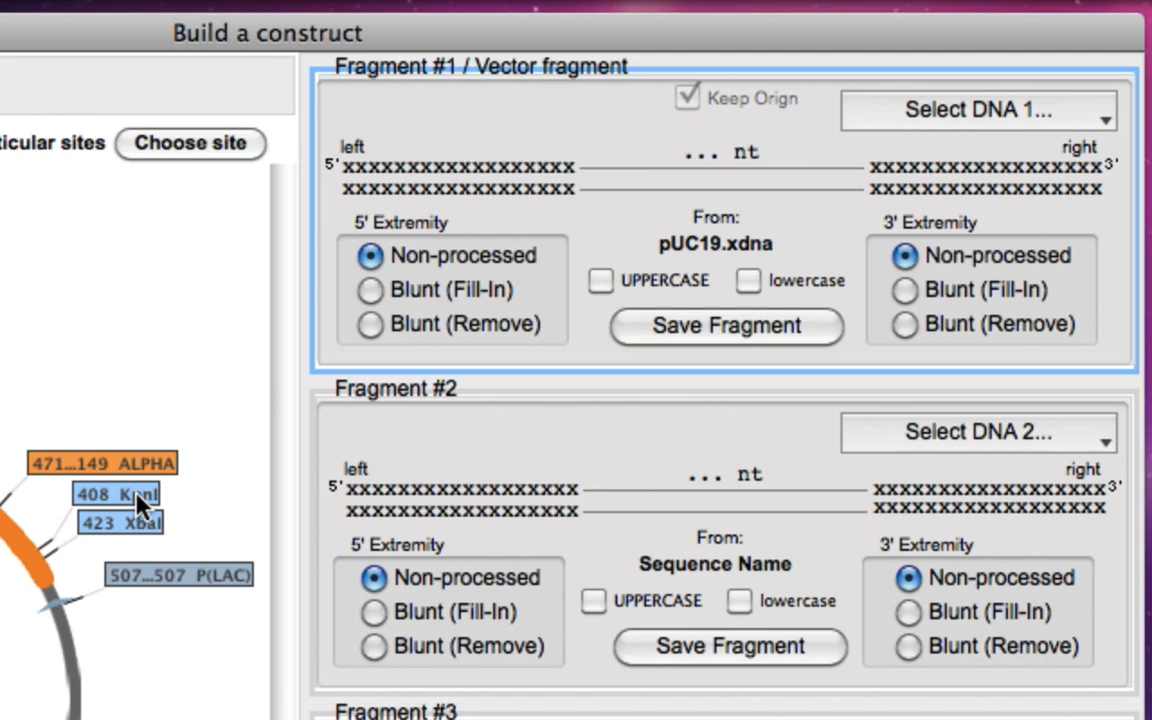 Build a construct
ticular sites Choose site
471...149 ALPHA
408 KpnI
423 XbaI
507...507 P(LAC)
Fragment #1 / Vector fragment
Keep Orign
Select DNA 1...
left ... nt right
5' xxxxxxxxxxxxxxxxx xxxxxxxxxxxxxxxxx 3'
xxxxxxxxxxxxxxxxx xxxxxxxxxxxxxxxxx
5' Extremity From: 3' Extremity
Non-processed pUC19.xdna Non-processed
Blunt (Fill-In) UPPERCASE lowercase Blunt (Fill-In)
Blunt (Remove) Save Fragment Blunt (Remove)
Fragment #2
Select DNA 2...
left ... nt right
5' xxxxxxxxxxxxxxxxx xxxxxxxxxxxxxxxxx 3'
xxxxxxxxxxxxxxxxx xxxxxxxxxxxxxxxxx
5' Extremity From: 3' Extremity
Non-processed Sequence Name Non-processed
Blunt (Fill-In) UPPERCASE lowercase Blunt (Fill-In)
Blunt (Remove) Save Fragment Blunt (Remove)
Fragment #3